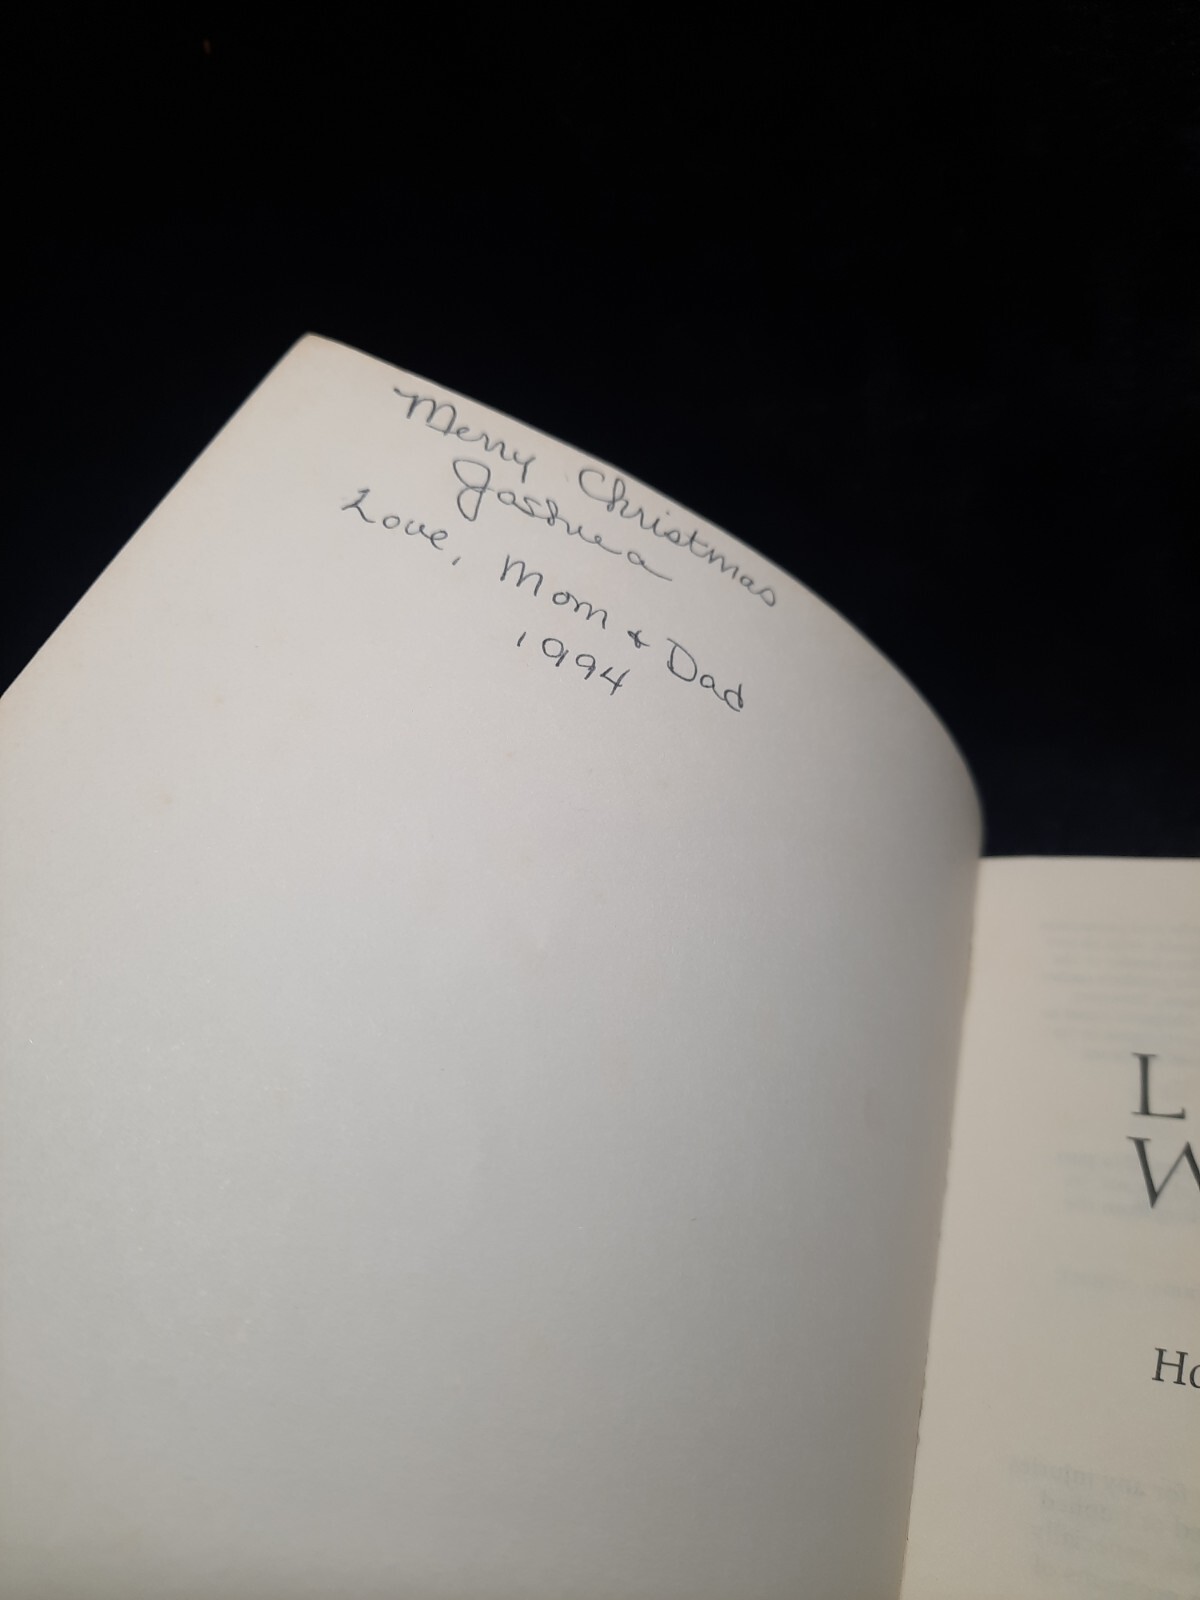 Merry Christmas
Joshua
Love, Mom & Dad
1994
L
W
Ho